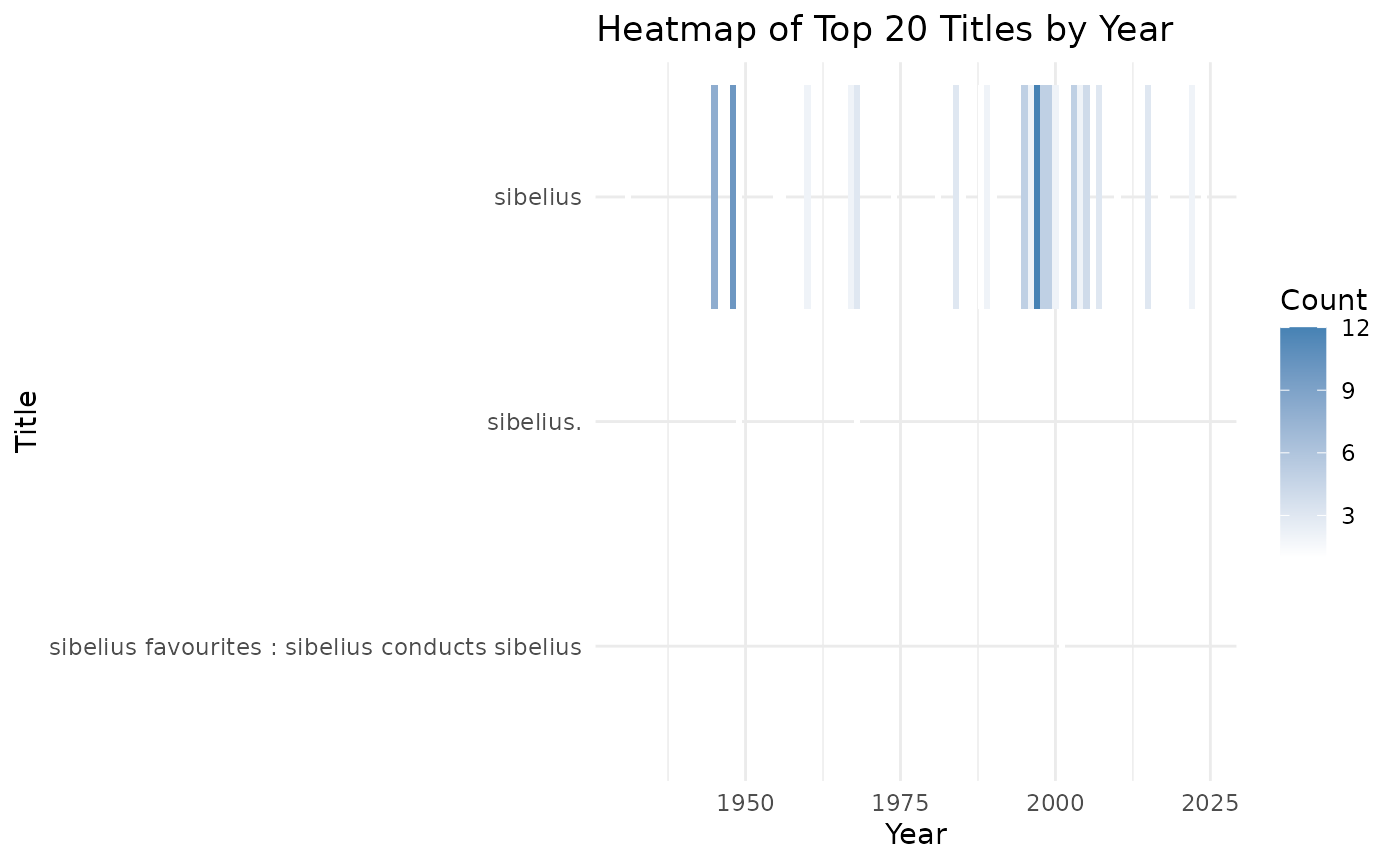 Heatmap of Top 20 Titles by Year
sibelius
sibelius.
sibelius favourites : sibelius conducts sibelius
Title
1950
1975
2000
2025
Year
Count
12
9
6
3